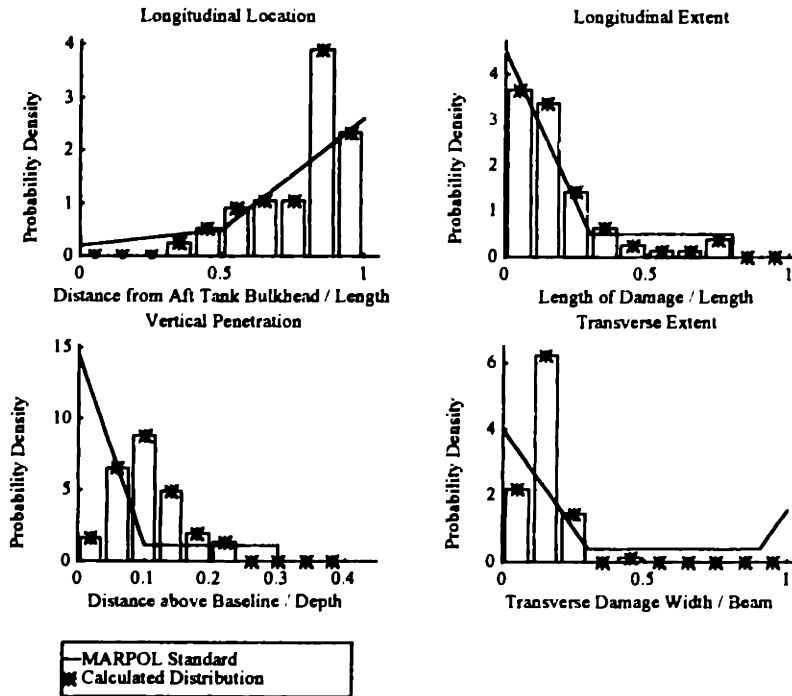 Longitudinal Location
4
3
2
1
0
Probability Density
0.5
1
Distance from Aft Tank Bulkhead / Length
Longitudinal Extent
4
3
2
1
0
Probability Density
0
0.5
1
Length of Damage / Length
Vertical Penetration
15
10
5
0
Probability Density
0
0.1
0.2
0.3
0.4
Distance above Baseline / Depth
Transverse Extent
6
4
2
0
Probability Density
0
0.5
1
Transverse Damage Width / Beam
MARPOL Standard
Calculated Distribution